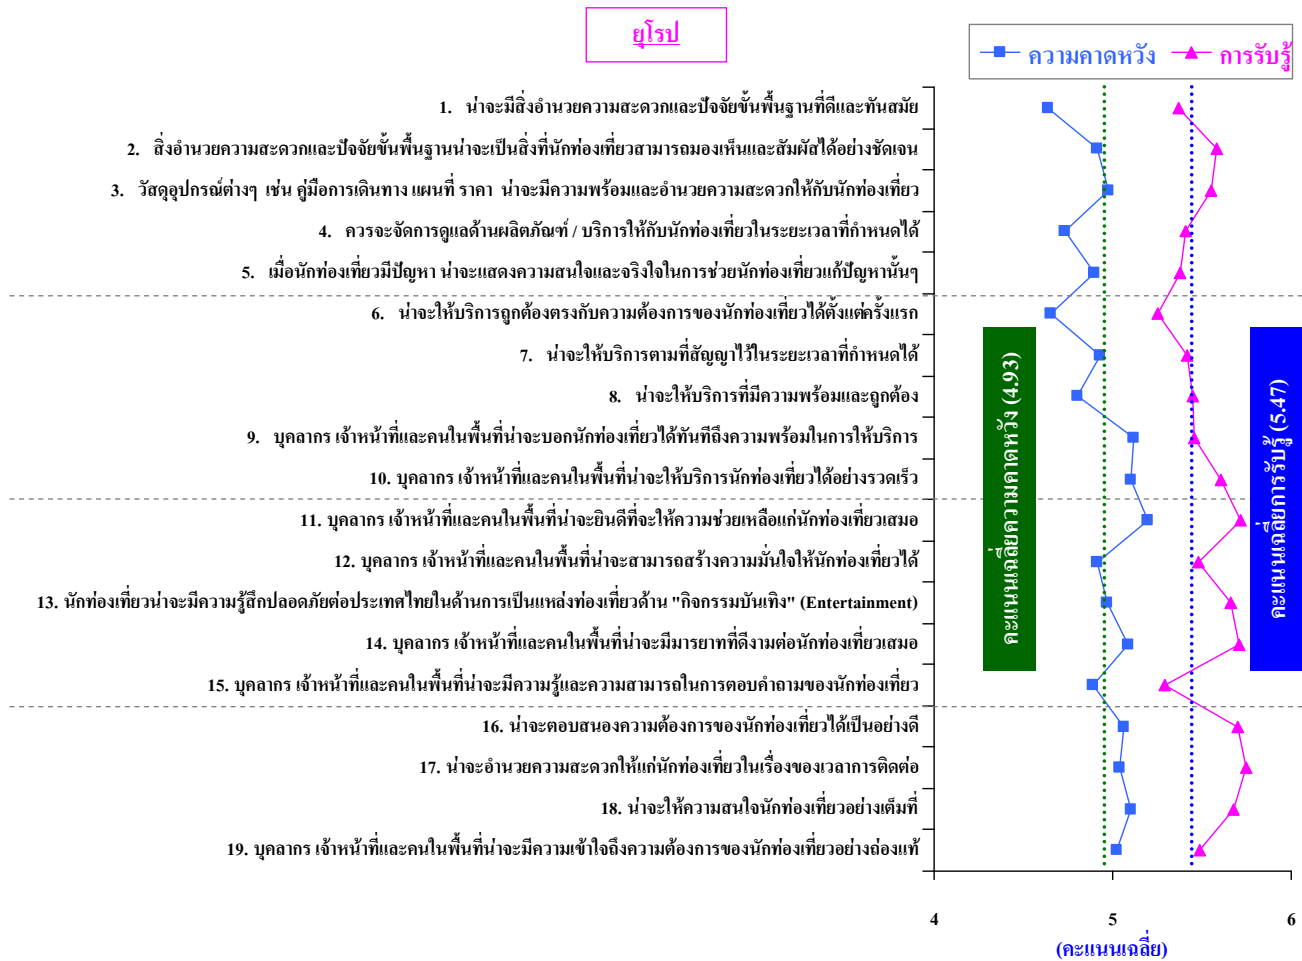 ยุโรป
ความคาดหวัง การรับรู้
1. น่าจะมีสิ่งอำนวยความสะดวกและปัจจัยขั้นพื้นฐานที่ดีและทันสมัย
2. สิ่งอำนวยความสะดวกและปัจจัยขั้นพื้นฐานน่าจะเป็นสิ่งที่นักท่องเที่ยวสามารถมองเห็นและสัมผัสได้อย่างชัดเจน
3. วัสดุอุปกรณ์ต่างๆ เช่น คู่มือการเดินทาง แผนที่ ราคา น่าจะมีความพร้อมและอำนวยความสะดวกให้กับนักท่องเที่ยว
4. ควรจะจัดการดูแลด้านผลิตภัณฑ์ / บริการให้กับนักท่องเที่ยวในระยะเวลาที่กำหนดได้
5. เมื่อนักท่องเที่ยวมีปัญหา น่าจะแสดงความสนใจและจริงใจในการช่วยนักท่องเที่ยวแก้ปัญหานั้นๆ
6. น่าจะให้บริการถูกต้องตรงกับความต้องการของนักท่องเที่ยวได้ตั้งแต่ครั้งแรก
7. น่าจะให้บริการตามที่สัญญาไว้ในระยะเวลาที่กำหนดได้
8. น่าจะให้บริการที่มีความพร้อมและถูกต้อง
9. บุคลากร เจ้าหน้าที่และคนในพื้นที่น่าจะบอกนักท่องเที่ยวได้ทันทีถึงความพร้อมในการให้บริการ
10. บุคลากร เจ้าหน้าที่และคนในพื้นที่น่าจะให้บริการนักท่องเที่ยวได้อย่างรวดเร็ว
11. บุคลากร เจ้าหน้าที่และคนในพื้นที่น่าจะยินดีที่จะให้ความช่วยเหลือแก่นักท่องเที่ยวเสมอ
12. บุคลากร เจ้าหน้าที่และคนในพื้นที่น่าจะสามารถสร้างความมั่นใจให้นักท่องเที่ยวได้
13. นักท่องเที่ยวน่าจะมีความรู้สึกปลอดภัยต่อประเทศไทยในด้านการเป็นแหล่งท่องเที่ยวด้าน "กิจกรรมบันเทิง" (Entertainment)
14. บุคลากร เจ้าหน้าที่และคนในพื้นที่น่าจะมีมารยาทที่ดีงามต่อนักท่องเที่ยวเสมอ
15. บุคลากร เจ้าหน้าที่และคนในพื้นที่น่าจะมีความรู้และความสามารถในการตอบคำถามของนักท่องเที่ยว
16. น่าจะตอบสนองความต้องการของนักท่องเที่ยวได้เป็นอย่างดี
17. น่าจะอำนวยความสะดวกให้แก่นักท่องเที่ยวในเรื่องของเวลาการติดต่อ
18. น่าจะให้ความสนใจนักท่องเที่ยวอย่างเต็มที่
19. บุคลากร เจ้าหน้าที่และคนในพื้นที่น่าจะมีความเข้าใจถึงความต้องการของนักท่องเที่ยวอย่างถ่องแท้
คะแนนเฉลี่ยความคาดหวัง (4.93)
คะแนนเฉลี่ยการรับรู้ (5.47)
4 5 6
(คะแนนเฉลี่ย)